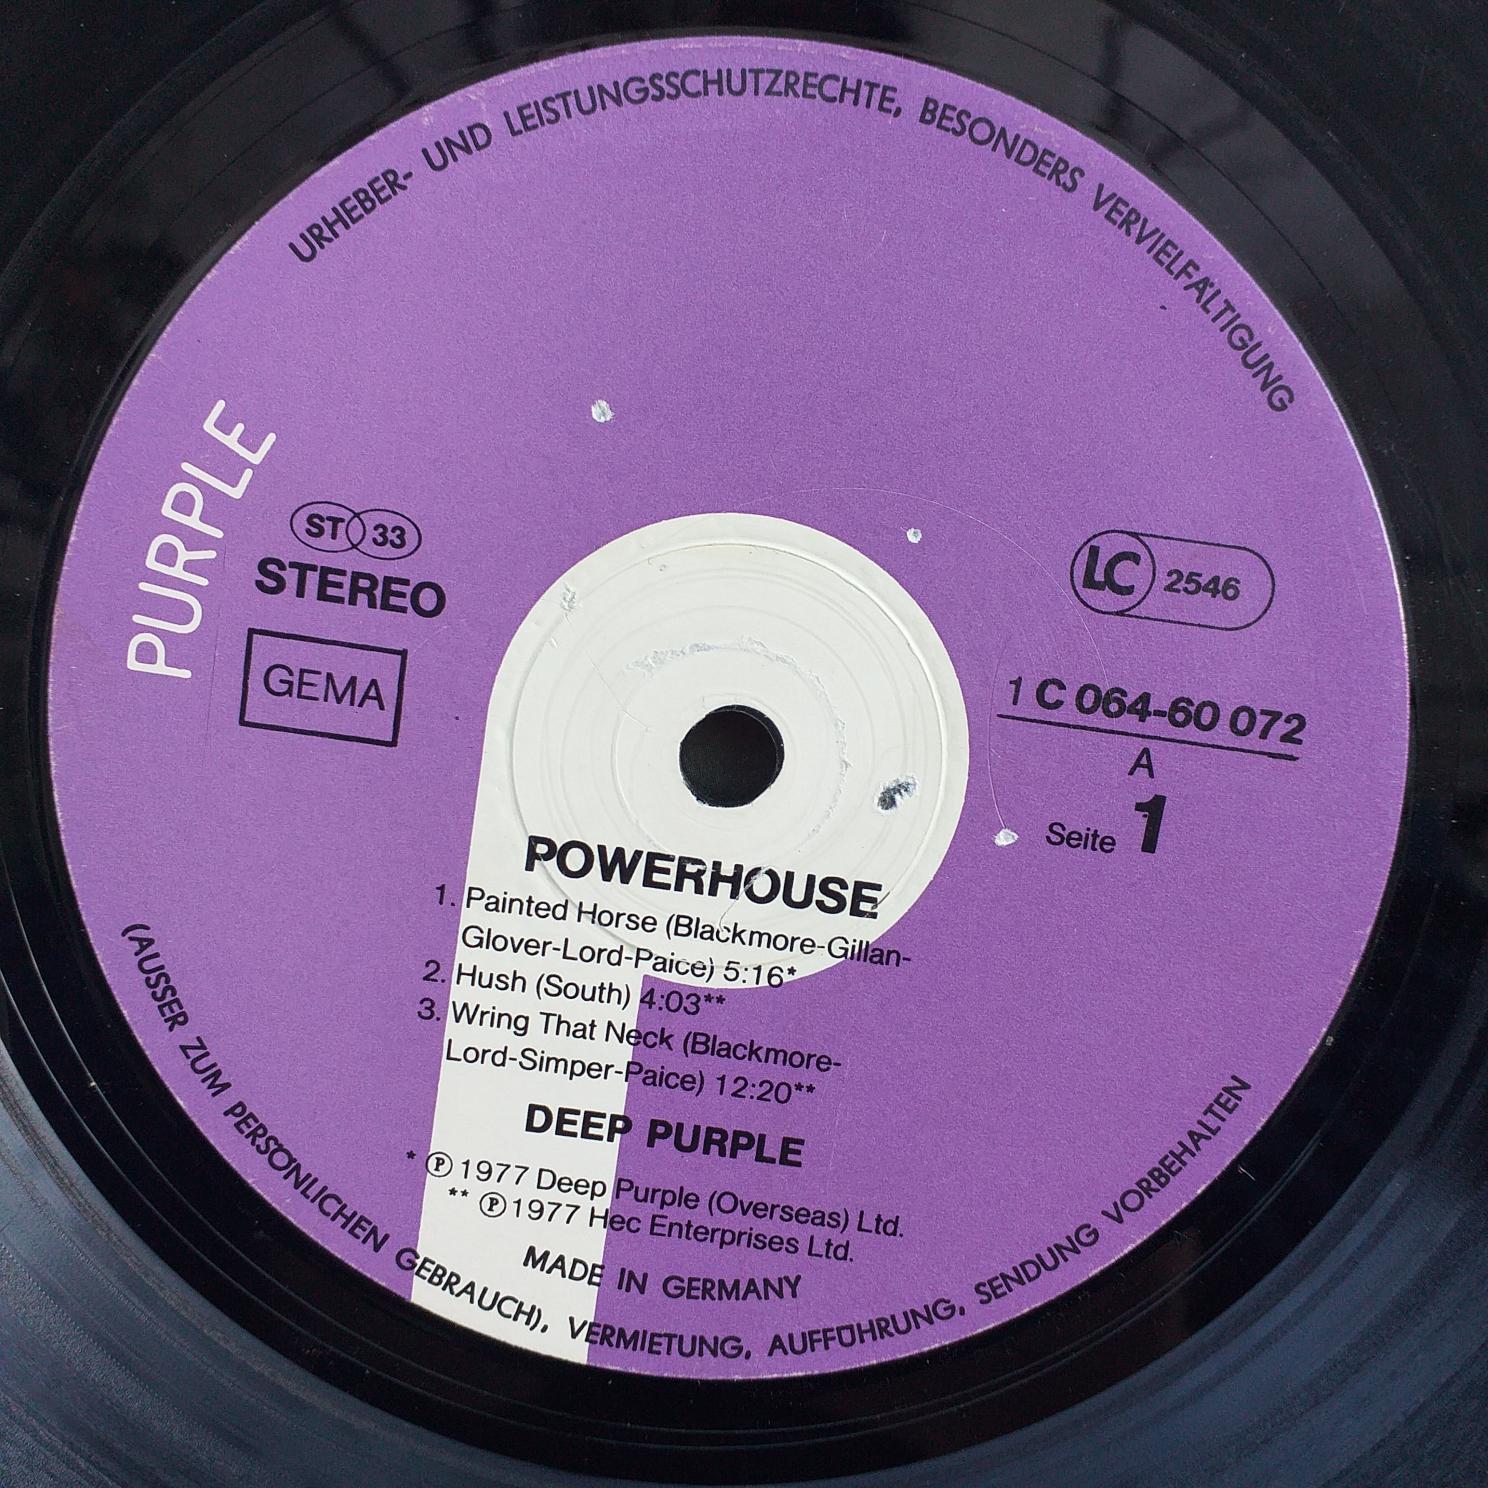 URHEBER- UND LEISTUNGSSCHUTZRECHTE, BESONDERS VERVIELFÄLTIGUNG
PURPLE
ST 33
STEREO
GEMA
LC 2546
1 C 064-60 072
A
Seite 1
POWERHOUSE
1. Painted Horse (Blackmore-Gillan-
Glover-Lord-Paice) 5:16*
2. Hush (South) 4:03**
3. Wring That Neck (Blackmore-
Lord-Simper-Paice) 12:20**
DEEP PURPLE
* ℗ 1977 Deep Purple (Overseas) Ltd.
** ℗ 1977 Hec Enterprises Ltd.
MADE IN GERMANY
(AUSSER ZUM PERSÖNLICHEN GEBRAUCH), VERMIETUNG, AUFFÜHRUNG, SENDUNG VORBEHALTEN